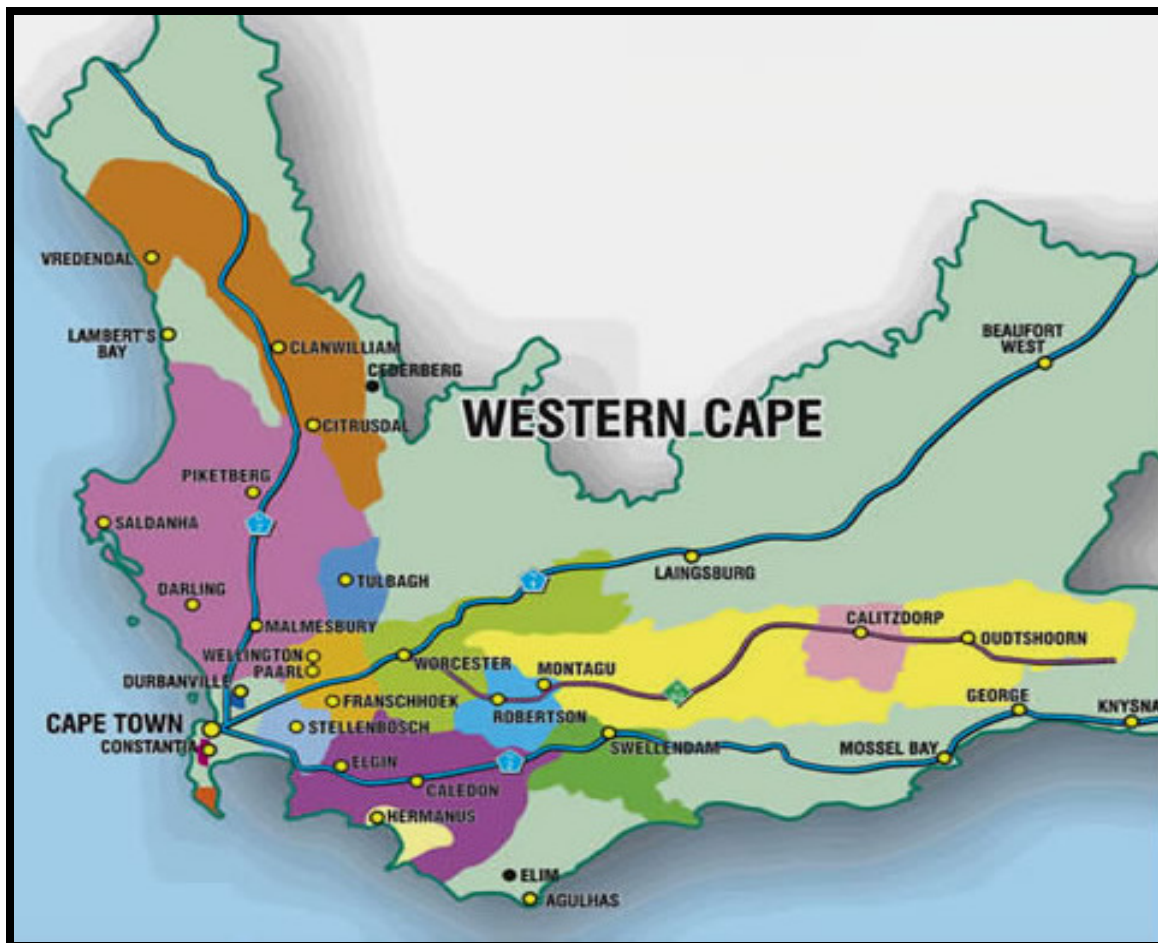 VREDENDAL
LAMBERT'S
BAY
CLANWILLIAM
CEDERBERG
BEAUFORT
WEST
WESTERN CAPE
CITRUSDAL
PIKETBERG
SALDANHA
LAINGSBURG
TULBAGH
DARLING
MALMESBURY
CALITZDORP
OUDTSHOORN
WELLINGTON
PAARL
WORCESTER
MONTAGU
DURBANVILLE
FRANSCHHOEK
ROBERTSON
GEORGE
KNYSNA
CAPE TOWN
STELLENBOSCH
CONSTANTIA
SWELLENDAM
MOSSEL BAY
ELGIN
CALEDON
HERMANUS
ELIM
AGULHAS